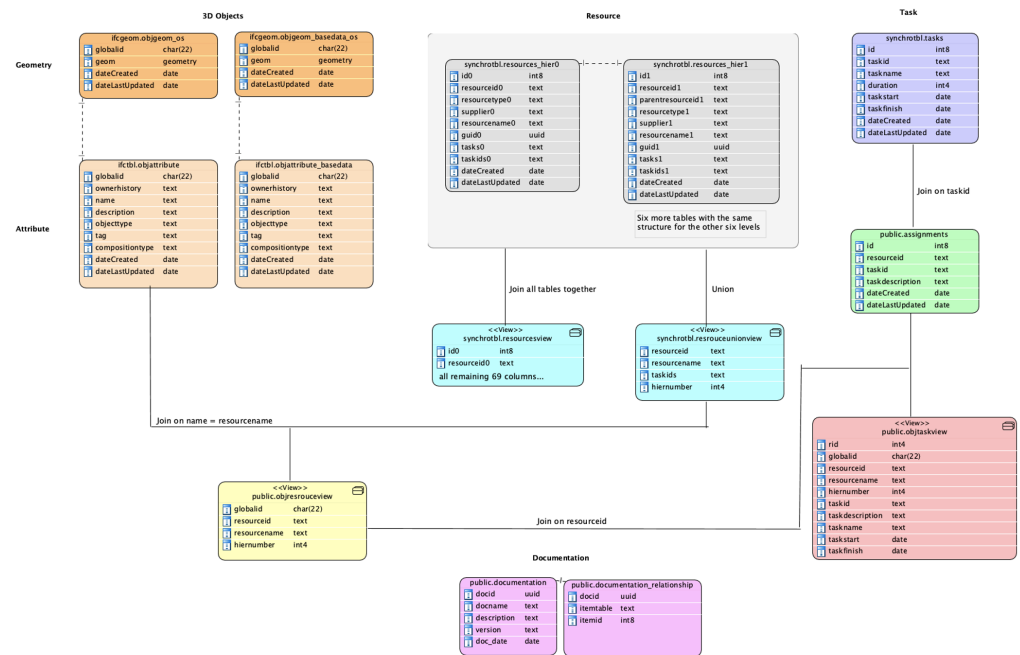 3D Objects
Resource
Task
Geometry
Attribute
ifcgeom.objgeom_os
globalid char(22)
geom geometry
dateCreated date
dateLastUpdated date
ifcgeom.objgeom_basedata_os
globalid char(22)
geom geometry
dateCreated date
dateLastUpdated date
ifctbl.objattribute
globalid char(22)
ownerhistory text
name text
description text
objecttype text
tag text
compositiontype text
dateCreated date
dateLastUpdated date
ifctbl.objattribute_basedata
globalid char(22)
ownerhistory text
name text
description text
objecttype text
tag text
compositiontype text
dateCreated date
dateLastUpdated date
synchrotbl.resources_hier0
id0 int8
resourceid0 text
resourcetype0 text
supplier0 text
resourcename0 text
guid0 uuid
tasks0 text
taskids0 text
dateCreated date
dateLastUpdated date
synchrotbl.resources_hier1
id1 int8
resourceid1 text
parentresourceid1 text
resourcetype1 text
supplier1 text
resourcename1 text
guid1 uuid
tasks1 text
taskids1 text
dateCreated date
dateLastUpdated date
Six more tables with the same
structure for the other six levels
synchrotbl.tasks
id int8
taskid text
taskname text
duration int4
taskstart date
taskfinish date
dateCreated date
dateLastUpdated date
Join on taskid
public.assignments
id int8
resourceid text
taskid text
taskdescription text
dateCreated date
dateLastUpdated date
Join all tables together
Union
<<View>>
synchrotbl.resourcesview
id0 int8
resourceid0 text
all remaining 69 columns...
<<View>>
synchrotbl.resrouceunionview
resourceid text
resourcename text
taskids text
hiernumber int4
Join on name = resourcename
<<View>>
public.objresrouceview
globalid char(22)
resourceid text
resourcename text
hiernumber int4
Join on resourceid
<<View>>
public.objtaskview
rid int4
globalid char(22)
resourceid text
resourcename text
hiernumber int4
taskid text
taskdescription text
taskname text
taskstart date
taskfinish date
Documentation
public.documentation
docid uuid
docname text
description text
version text
doc_date date
public.documentation_relationship
docid uuid
itemtable text
itemid int8